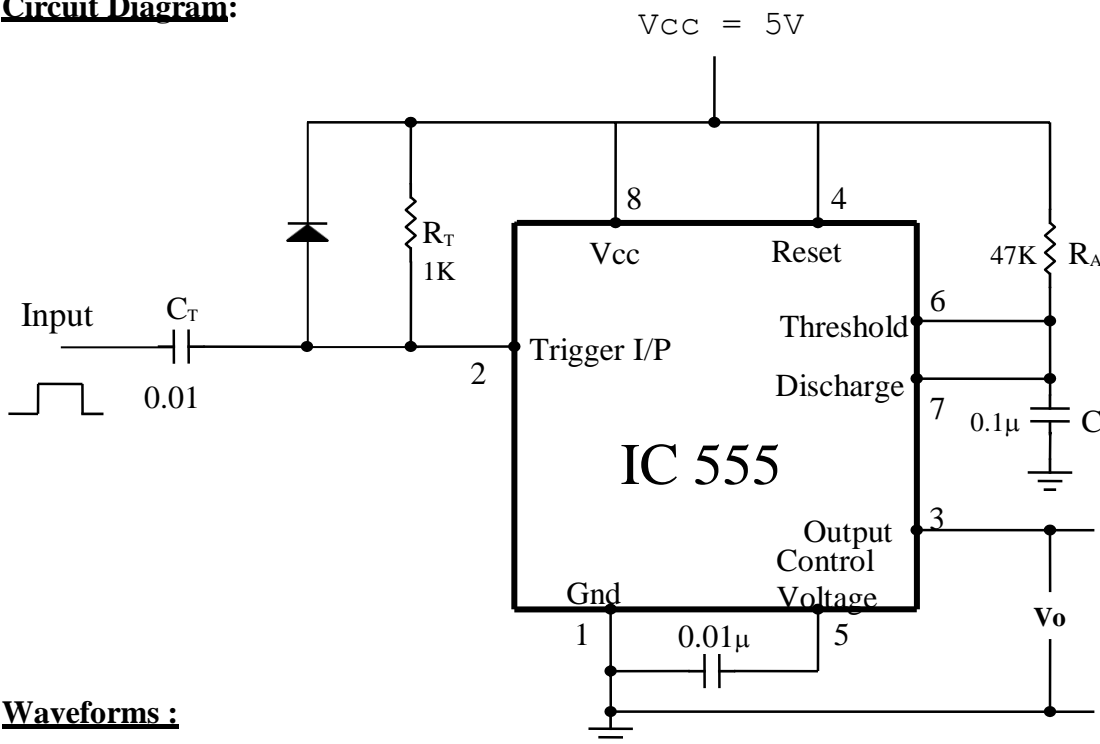 Circuit Diagram:
Vcc = 5V
8
4
Vcc
Reset
R_T
1K
47K
R_A
Input
C_T
0.01
6
Threshold
2
Trigger I/P
Discharge
7
0.1μ
C
IC 555
3
Output
Control
Voltage
Gnd
1
0.01μ
5
Vo
Waveforms :